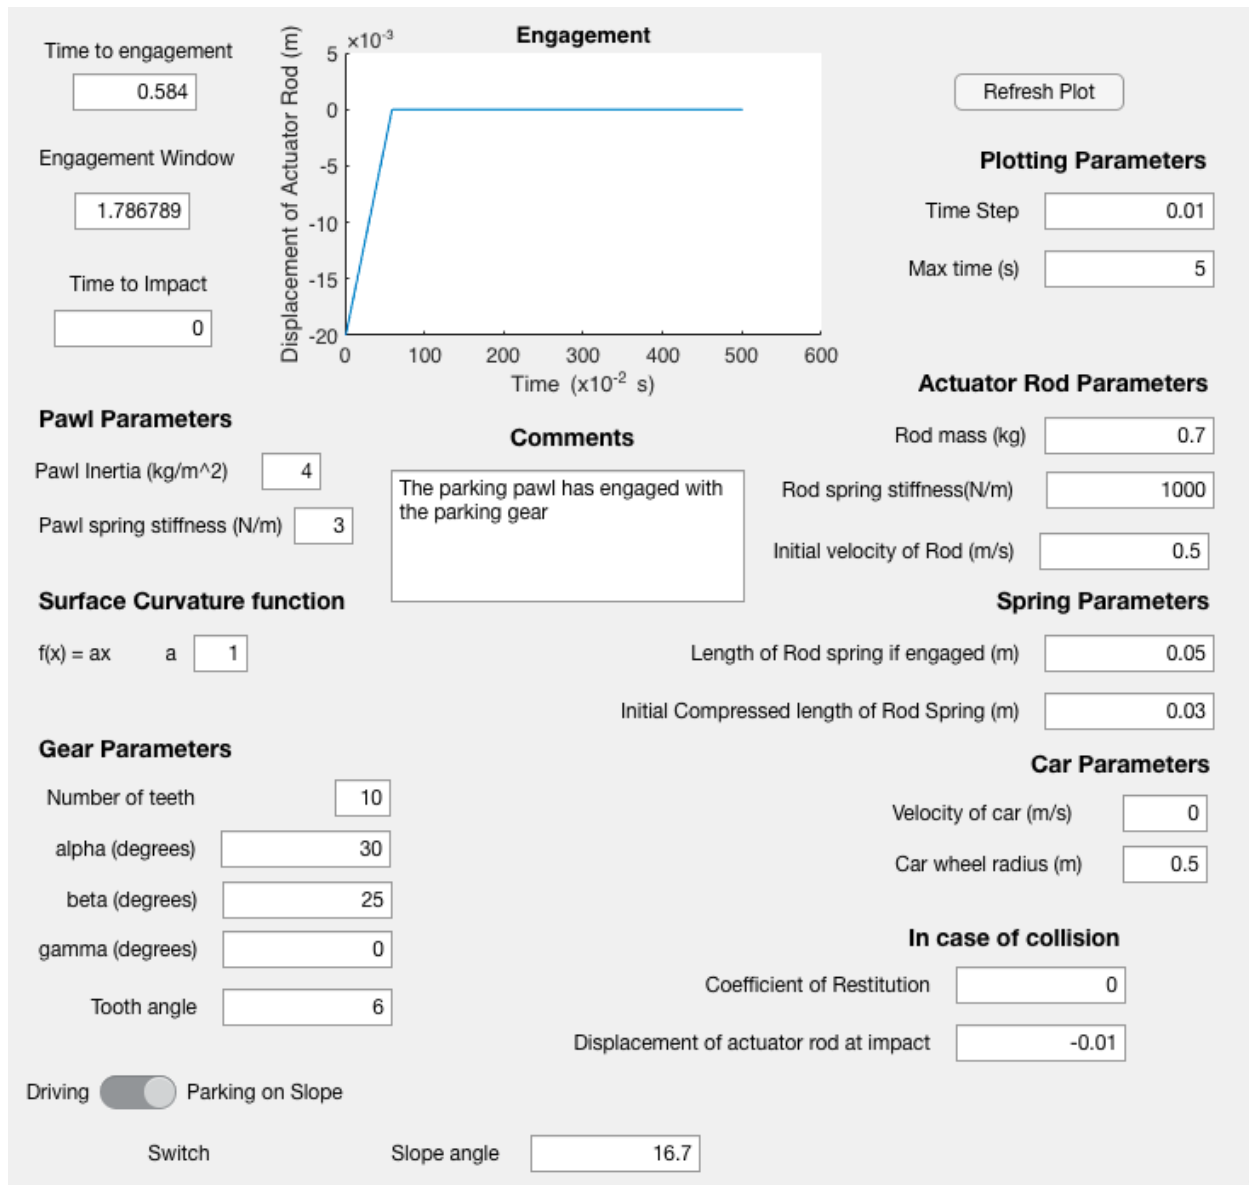 Time to engagement
0.584
Engagement Window
1.786789
Time to Impact
0
Engagement
×10-3
Displacement of Actuator Rod (m)
5
0
-5
-10
-15
-20
0 100 200 300 400 500 600
Time (x10-2 s)
Refresh Plot
Plotting Parameters
Time Step 0.01
Max time (s) 5
Pawl Parameters
Pawl Inertia (kg/m^2) 4
Pawl spring stiffness (N/m) 3
Surface Curvature function
f(x) = ax a 1
Comments
The parking pawl has engaged with
the parking gear
Actuator Rod Parameters
Rod mass (kg) 0.7
Rod spring stiffness(N/m) 1000
Initial velocity of Rod (m/s) 0.5
Spring Parameters
Length of Rod spring if engaged (m) 0.05
Initial Compressed length of Rod Spring (m) 0.03
Gear Parameters
Number of teeth 10
alpha (degrees) 30
beta (degrees) 25
gamma (degrees) 0
Tooth angle 6
Car Parameters
Velocity of car (m/s) 0
Car wheel radius (m) 0.5
In case of collision
Coefficient of Restitution 0
Displacement of actuator rod at impact -0.01
Driving Parking on Slope
Switch
Slope angle 16.7